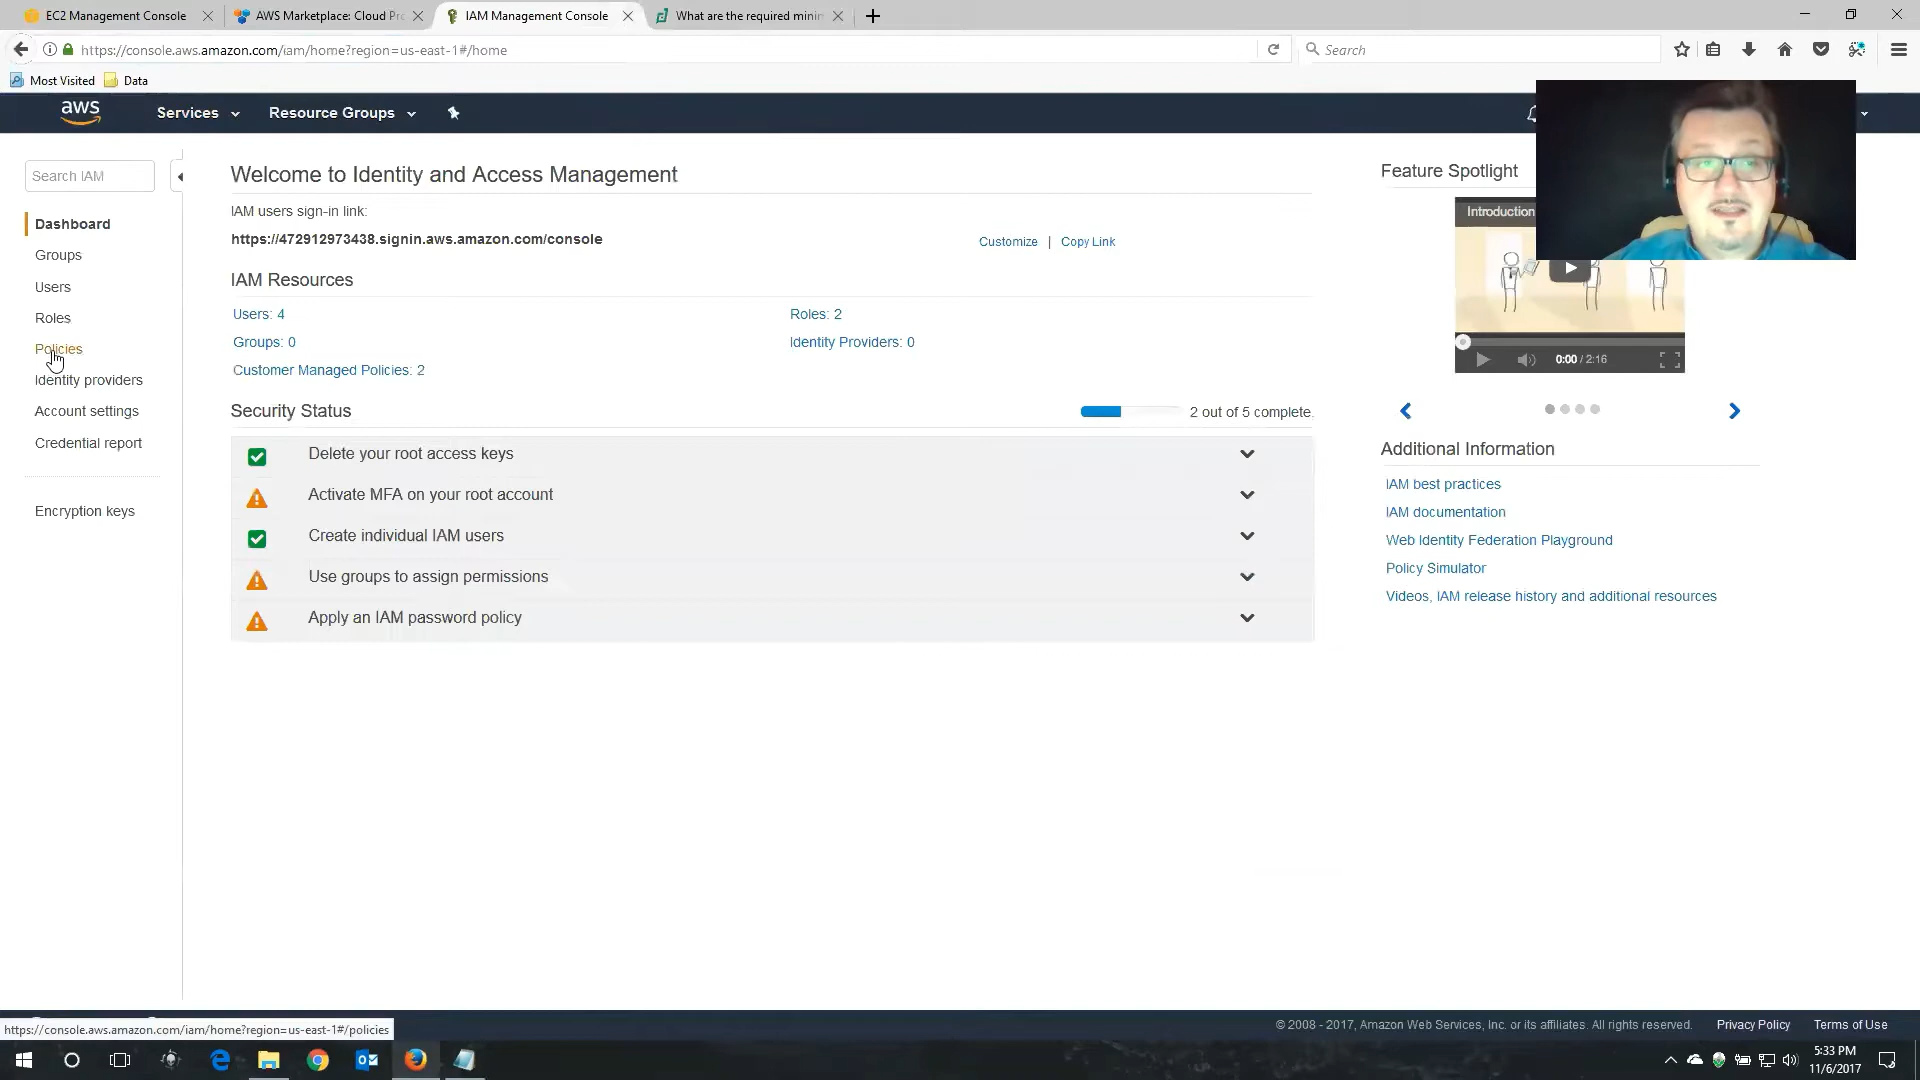 EC2 Management Console
AWS Marketplace: Cloud Pr
IAM Management Console
What are the required minin
https://console.aws.amazon.com/iam/home?region=us-east-1#/home
Search
Most Visited
Data
aws
Services
Resource Groups
Search IAM
Dashboard
Groups
Users
Roles
Policies
Identity providers
Account settings
Credential report
Encryption keys
Welcome to Identity and Access Management
IAM users sign-in link:
https://472912973438.signin.aws.amazon.com/console
Customize | Copy Link
IAM Resources
Users: 4
Roles: 2
Groups: 0
Identity Providers: 0
Customer Managed Policies: 2
Security Status
2 out of 5 complete.
Delete your root access keys
Activate MFA on your root account
Create individual IAM users
Use groups to assign permissions
Apply an IAM password policy
Feature Spotlight
Introduction
0:00 / 2:16
Additional Information
IAM best practices
IAM documentation
Web Identity Federation Playground
Policy Simulator
Videos, IAM release history and additional resources
https://console.aws.amazon.com/iam/home?region=us-east-1#/policies
© 2008 - 2017, Amazon Web Services, Inc. or its affiliates. All rights reserved.
Privacy Policy
Terms of Use
5:33 PM
11/6/2017